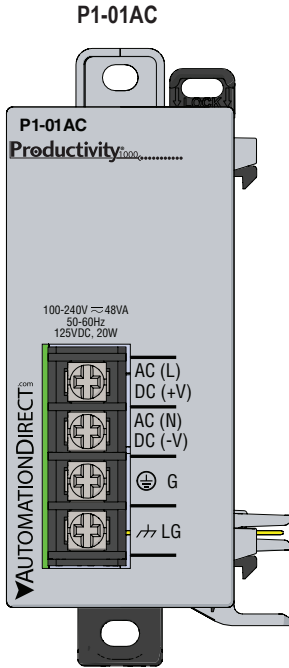 P1-01AC
LOCK
P1-01AC
Productivity1000
100-240V ⎓48VA
50-60Hz
125VDC, 20W
AC (L)
DC (+V)
AC (N)
DC (-V)
G
LG
AUTOMATIONDIRECT.com